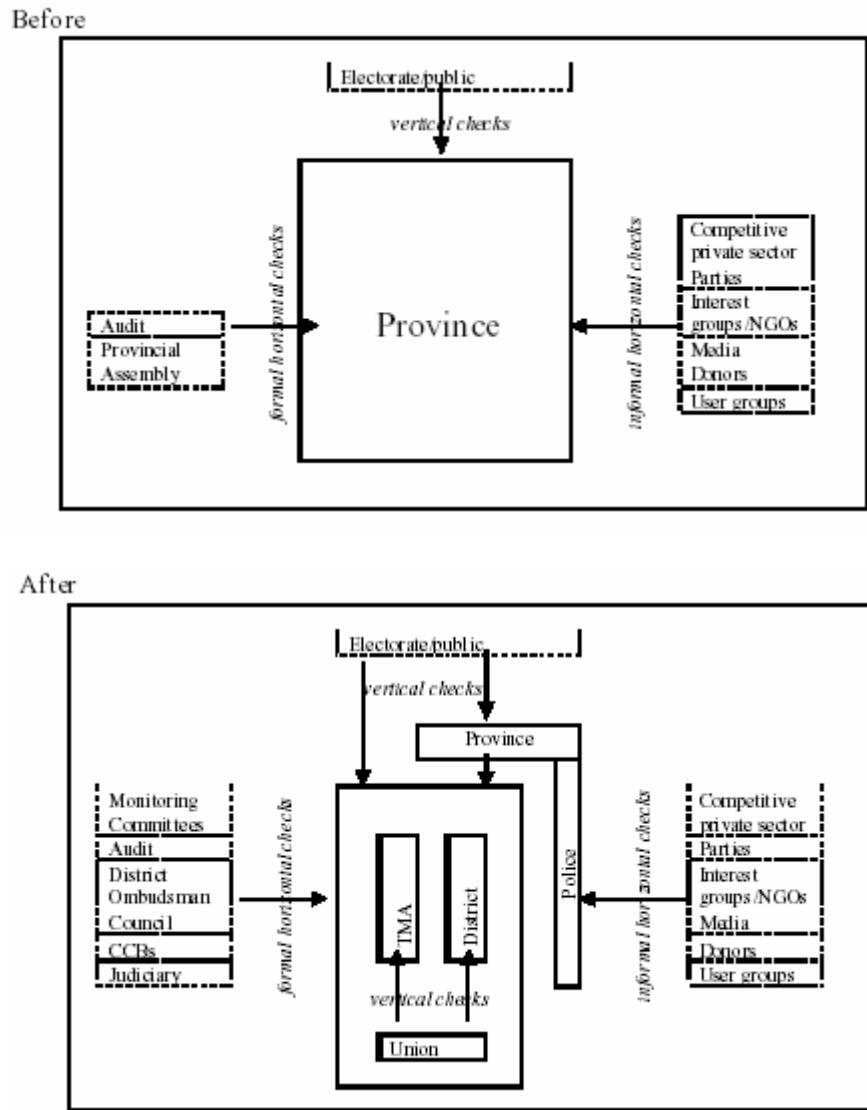 Before
Electorate/public
vertical checks
formal horizontal checks
Audit
Provincial
Assembly
Province
informal horizontal checks
Competitive
private sector
Parties
Interest
groups/NGOs
Media
Donors
User groups
After
Electorate/public
vertical checks
Province
Monitoring
Committees
Audit
District
Ombudsman
Council
CCBs
Judiciary
formal horizontal checks
TMA
District
vertical checks
Union
Police
informal horizontal checks
Competitive
private sector
Parties
Interest
groups/NGOs
Media
Donors
User groups